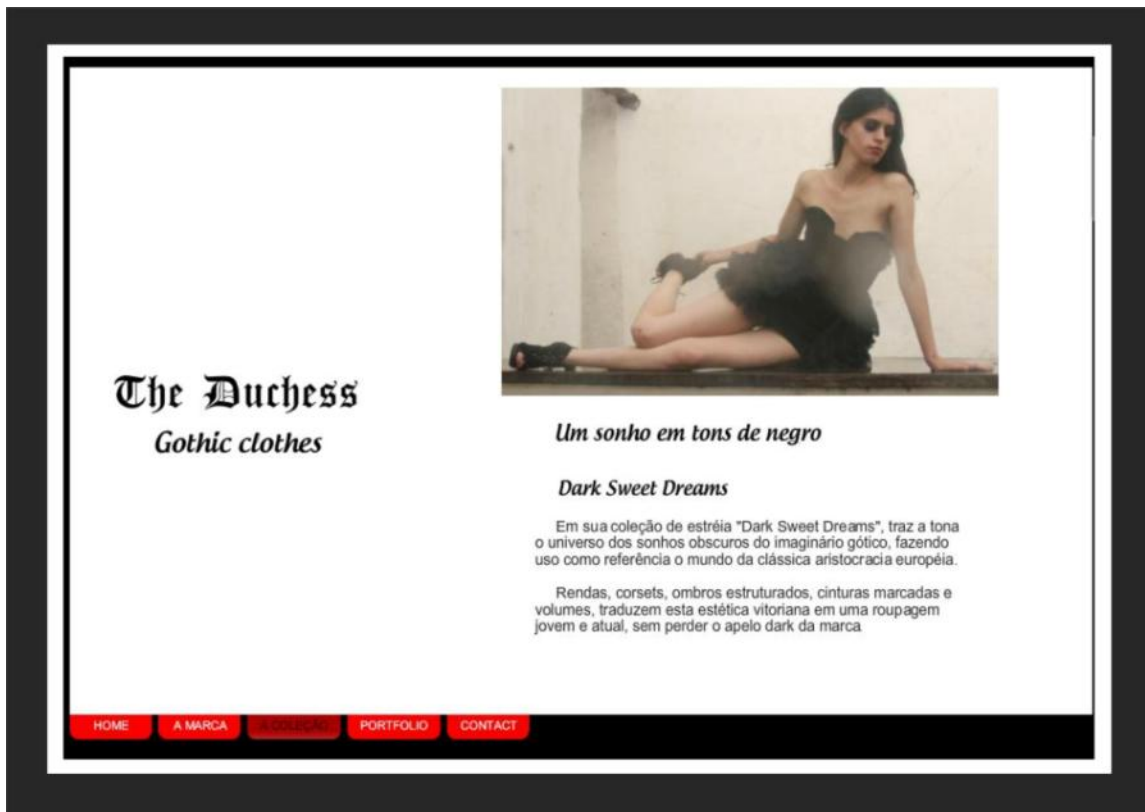 The Duchess
Gothic clothes
Um sonho em tons de negro
Dark Sweet Dreams
Em sua coleção de estréia "Dark Sweet Dreams", traz a tona
o universo dos sonhos obscuros do imaginário gótico, fazendo
uso como referência o mundo da clássica aristocracia européia.
Rendas, corsets, ombros estruturados, cinturas marcadas e
volumes, traduzem esta estética vitoriana em uma roupagem
jovem e atual, sem perder o apelo dark da marca
HOME
A MARCA
A COLEÇÃO
PORTFOLIO
CONTACT